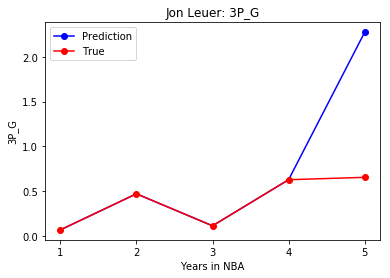 Jon Leuer: 3P_G
Prediction
True
2.0
1.5
1.0
0.5
0.0
3P_G
1 2 3 4 5
Years in NBA